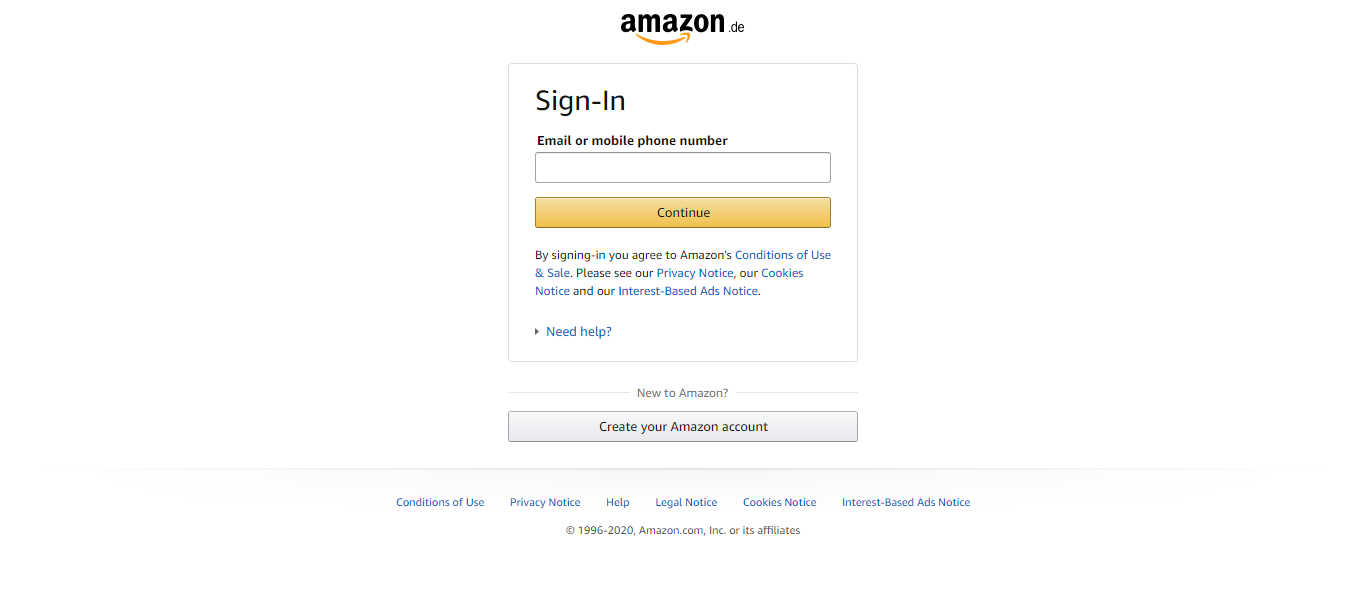 amazon.de
Sign-In
Email or mobile phone number
Continue
By signing-in you agree to Amazon's Conditions of Use
& Sale. Please see our Privacy Notice, our Cookies
Notice and our Interest-Based Ads Notice.
Need help?
New to Amazon?
Create your Amazon account
Conditions of Use Privacy Notice Help Legal Notice Cookies Notice Interest-Based Ads Notice
© 1996-2020, Amazon.com, Inc. or its affiliates